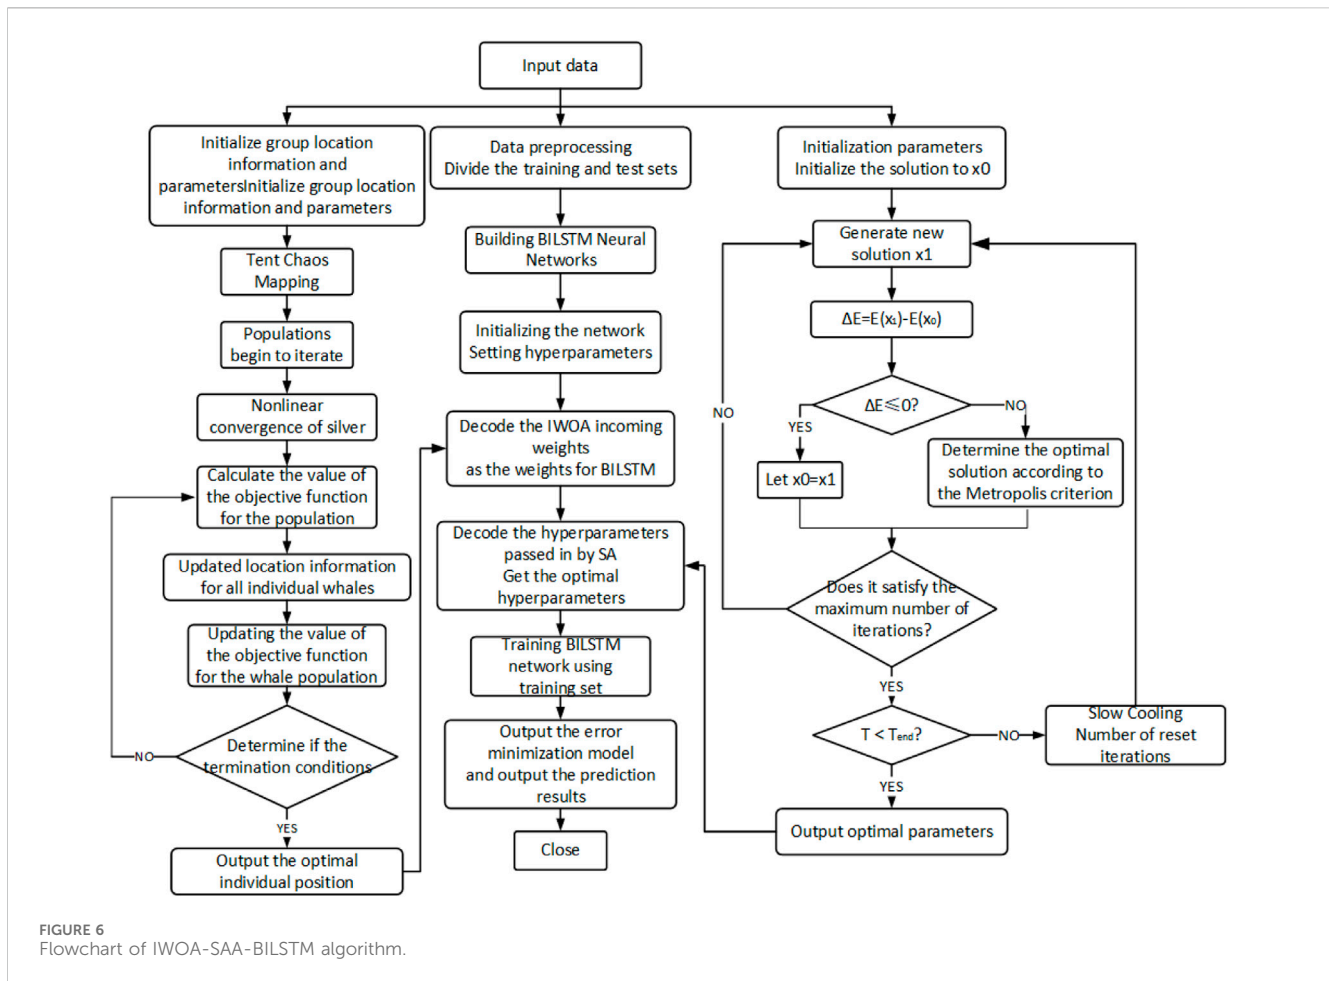 Input data
Initialize group location
information and
parametersInitialize group location
information and parameters
Tent Chaos
Mapping
Populations
begin to iterate
Nonlinear
convergence of silver
Calculate the value of
the objective function
for the population
Updated location information
for all individual whales
Updating the value of
the objective function
for the whale population
Determine if the
termination conditions
NO
YES
Output the optimal
individual position
Data preprocessing
Divide the training and test sets
Building BILSTM Neural
Networks
Initializing the network
Setting hyperparameters
Decode the IWOA incoming
weights
as the weights for BILSTM
Decode the hyperparameters
passed in by SA
Get the optimal
hyperparameters
Training BILSTM
network using
training set
Output the error
minimization model
and output the prediction
results
Close
Initialization parameters
Initialize the solution to x0
Generate new
solution x1
ΔE=E(x₁)-E(x₀)
ΔE≤0?
YES
NO
Let x0=x1
Determine the optimal
solution according to
the Metropolis criterion
Does it satisfy the
maximum number of
iterations?
NO
YES
T < Tend?
NO
Slow Cooling
Number of reset
iterations
YES
Output optimal parameters
FIGURE 6
Flowchart of IWOA-SAA-BILSTM algorithm.